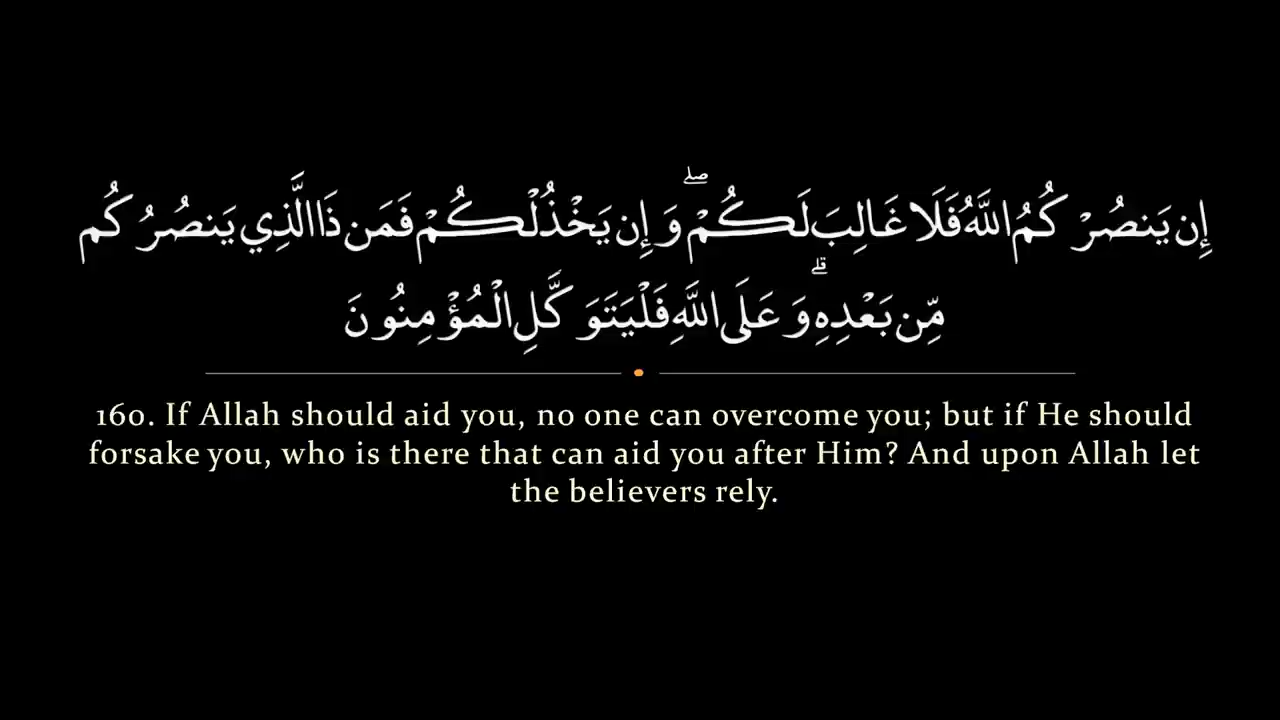 إِن يَنصُرْكُمُ اللَّهُ فَلَا غَالِبَ لَكُمْ ۖ وَإِن يَخْذُلْكُمْ فَمَن ذَا الَّذِي يَنصُرُكُم
مِّن بَعْدِهِ ۗ وَعَلَى اللَّهِ فَلْيَتَوَكَّلِ الْمُؤْمِنُونَ
160. If Allah should aid you, no one can overcome you; but if He should
forsake you, who is there that can aid you after Him? And upon Allah let
the believers rely.